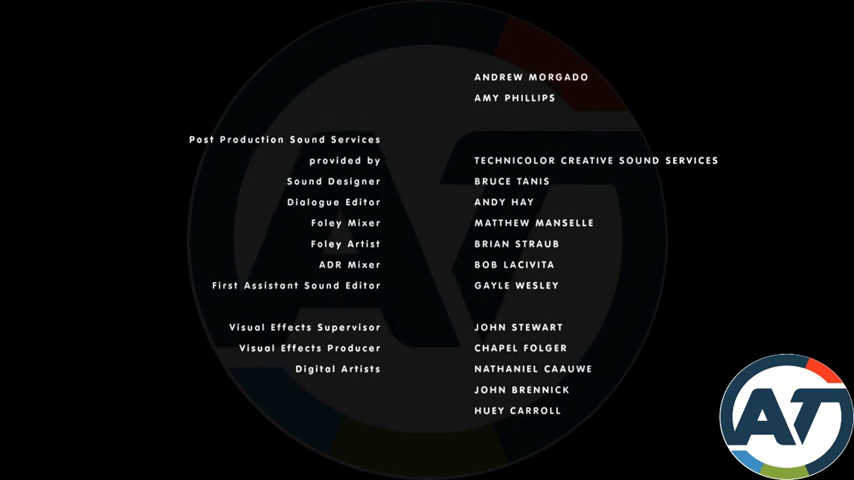 ANDREW MORGADO
AMY PHILLIPS
Post Production Sound Services
provided by TECHNICOLOR CREATIVE SOUND SERVICES
Sound Designer BRUCE TANIS
Dialogue Editor ANDY HAY
Foley Mixer MATTHEW MANSELLE
Foley Artist BRIAN STRAUB
ADR Mixer BOB LACIVITA
First Assistant Sound Editor GAYLE WESLEY
Visual Effects Supervisor JOHN STEWART
Visual Effects Producer CHAPEL FOLGER
Digital Artists NATHANIEL CAAUWE
JOHN BRENNICK
HUEY CARROLL
AT
AT